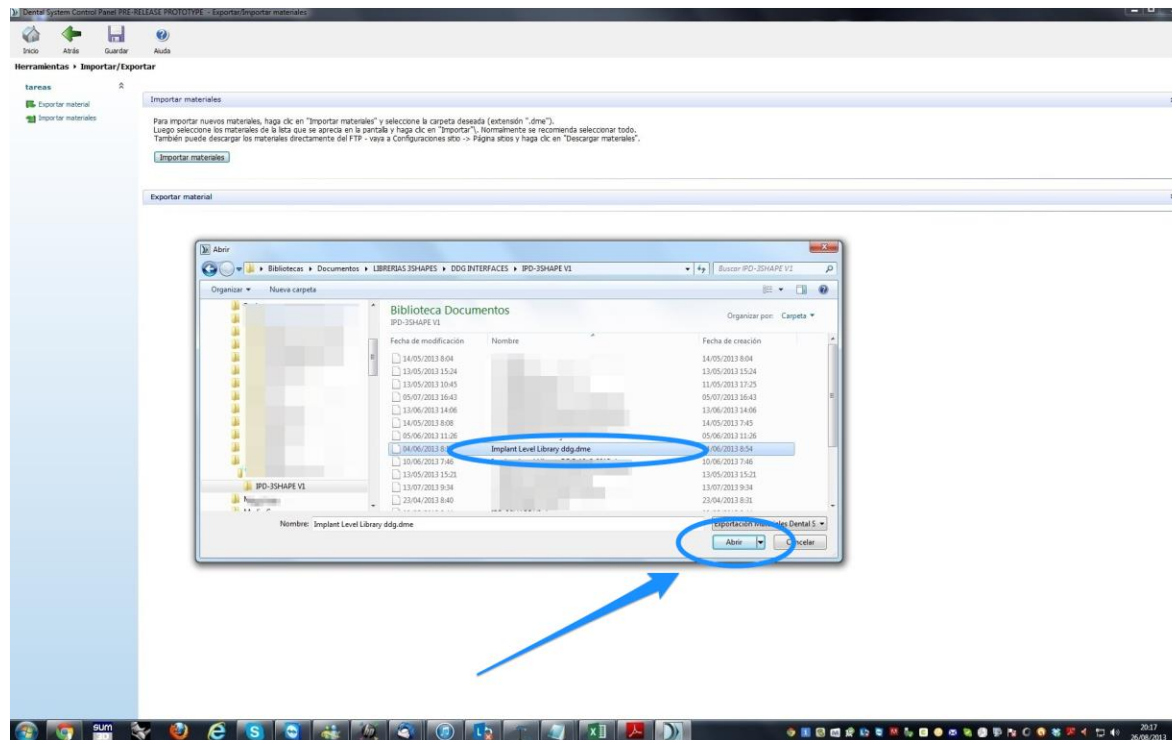 Dental System Control Panel PRE-RELEASE PROTOTYPE - Exportar/Importar materiales
Inicio Atrás Guardar Aiuda
Herramientas › Importar/Exportar
tareas
Exportar material
Importar materiales
Importar materiales
Para importar nuevos materiales, haga clic en "Importar materiales" y seleccione la carpeta deseada (extensión ".dme").
Luego seleccione los materiales de la lista que se aprecia en la pantalla y haga clic en "Importar"\. Normalmente se recomienda seleccionar todo.
También puede descargar los materiales directamente del FTP - vaya a Configuraciones sitio -> Página sitios y haga clic en "Descargar materiales".
Importar materiales
Exportar material
Abrir
Bibliotecas ▸ Documentos ▸ LIBRERIAS 3SHAPES ▸ DDG INTERFACES ▸ IPD-3SHAPE V1
Buscar IPD-3SHAPE V1
Organizar Nueva carpeta
Biblioteca Documentos
IPD-3SHAPE V1
Organizar por: Carpeta
Fecha de modificación Nombre Fecha de creación
14/05/2013 8:04 14/05/2013 8:04
13/05/2013 15:24 13/05/2013 15:24
13/05/2013 10:45 11/05/2013 17:25
05/07/2013 16:43 05/07/2013 16:43
13/06/2013 14:06 13/06/2013 14:06
14/05/2013 8:08 14/05/2013 7:45
05/06/2013 11:26 05/06/2013 11:26
04/06/2013 Implant Level Library ddg.dme /06/2013 8:54
10/06/2013 7:46 10/06/2013 7:46
13/05/2013 15:21 13/05/2013 15:21
13/07/2013 9:34 13/07/2013 9:34
23/04/2013 8:40 23/04/2013 8:31
IPD-3SHAPE V1
Nombre: Implant Level Library ddg.dme
Exportación Materiales Dental S
Abrir Cancelar
sum
20:17
26/08/2013